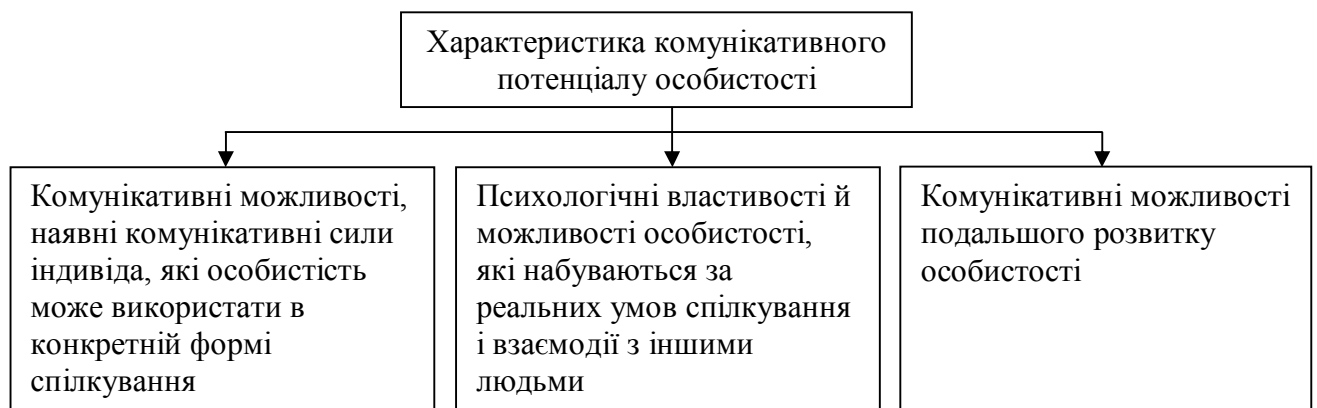 Характеристика комунікативного
потенціалу особистості
Комунікативні можливості,
наявні комунікативні сили
індивіда, які особистість
може використати в
конкретній формі
спілкування
Психологічні властивості й
можливості особистості,
які набуваються за
реальних умов спілкування
і взаємодії з іншими
людьми
Комунікативні можливості
подальшого розвитку
особистості